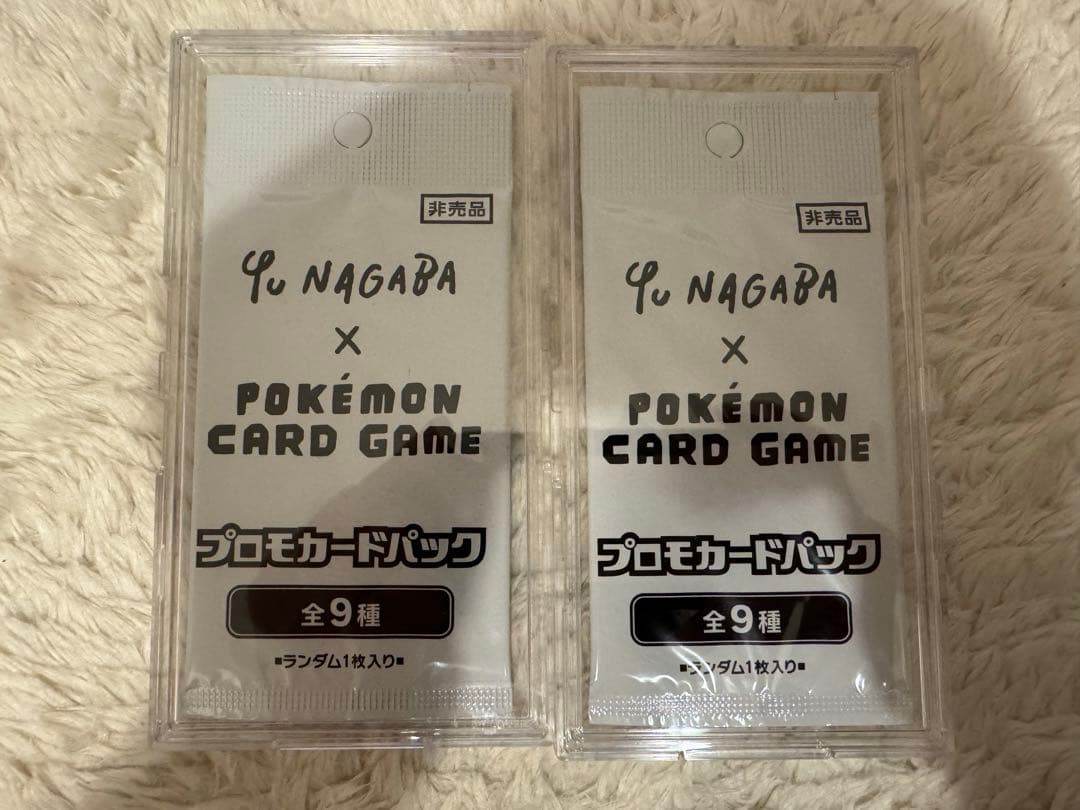 非売品
Yu NAGABA
×
POKÉMON
CARD GAME
プロモカードパック
全9種
■ランダム1枚入り■
非売品
Yu NAGABA
×
POKÉMON
CARD GAME
プロモカードパック
全9種
■ランダム1枚入り■